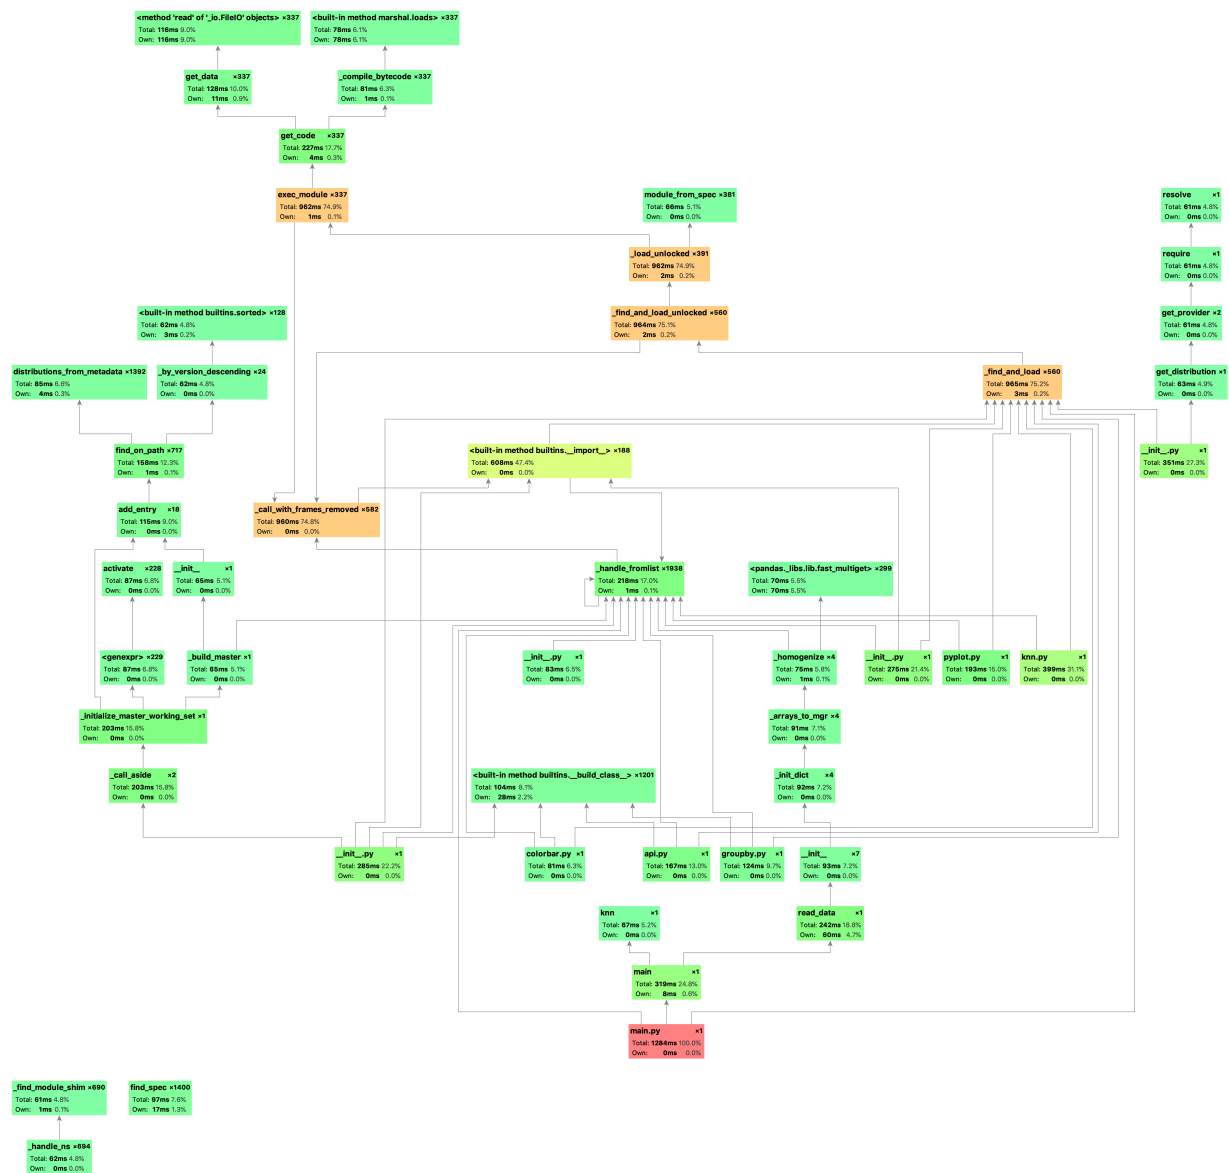 <method 'read' of '_io.FileIO' objects> ×337
Total: 116ms 9.0%
Own: 116ms 9.0%
<built-in method marshal.loads> ×337
Total: 78ms 6.1%
Own: 78ms 6.1%
get_data ×337
Total: 128ms 10.0%
Own: 11ms 0.9%
_compile_bytecode ×337
Total: 81ms 6.3%
Own: 1ms 0.1%
get_code ×337
Total: 227ms 17.7%
Own: 4ms 0.3%
exec_module ×337
Total: 962ms 74.9%
Own: 1ms 0.1%
module_from_spec ×381
Total: 66ms 5.1%
Own: 0ms 0.0%
resolve ×1
Total: 61ms 4.8%
Own: 0ms 0.0%
_load_unlocked ×391
Total: 962ms 74.9%
Own: 2ms 0.2%
require ×1
Total: 61ms 4.8%
Own: 0ms 0.0%
<built-in method builtins.sorted> ×128
Total: 62ms 4.8%
Own: 3ms 0.2%
_find_and_load_unlocked ×560
Total: 964ms 75.1%
Own: 2ms 0.2%
get_provider ×2
Total: 61ms 4.8%
Own: 0ms 0.0%
distributions_from_metadata ×1392
Total: 85ms 6.6%
Own: 4ms 0.3%
_by_version_descending ×24
Total: 62ms 4.8%
Own: 0ms 0.0%
_find_and_load ×560
Total: 965ms 75.2%
Own: 3ms 0.2%
get_distribution ×1
Total: 63ms 4.9%
Own: 0ms 0.0%
find_on_path ×717
Total: 158ms 12.3%
Own: 1ms 0.1%
<built-in method builtins.__import__> ×188
Total: 608ms 47.4%
Own: 0ms 0.0%
__init__.py ×1
Total: 351ms 27.3%
Own: 0ms 0.0%
add_entry ×18
Total: 115ms 9.0%
Own: 0ms 0.0%
_call_with_frames_removed ×582
Total: 960ms 74.8%
Own: 0ms 0.0%
activate ×228
Total: 87ms 6.8%
Own: 0ms 0.0%
__init__ ×1
Total: 65ms 5.1%
Own: 0ms 0.0%
_handle_fromlist ×1938
Total: 218ms 17.0%
Own: 1ms 0.1%
<pandas._libs.lib.fast_multiget> ×299
Total: 70ms 5.5%
Own: 70ms 5.5%
<genexpr> ×229
Total: 87ms 6.8%
Own: 0ms 0.0%
_build_master ×1
Total: 65ms 5.1%
Own: 0ms 0.0%
__init__.py ×1
Total: 83ms 6.5%
Own: 0ms 0.0%
_homogenize ×4
Total: 75ms 5.8%
Own: 1ms 0.1%
__init__.py ×1
Total: 275ms 21.4%
Own: 0ms 0.0%
pyplot.py ×1
Total: 193ms 15.0%
Own: 0ms 0.0%
knn.py ×1
Total: 399ms 31.1%
Own: 0ms 0.0%
_initialize_master_working_set ×1
Total: 203ms 15.8%
Own: 0ms 0.0%
_arrays_to_mgr ×4
Total: 91ms 7.1%
Own: 0ms 0.0%
_call_aside ×2
Total: 203ms 15.8%
Own: 0ms 0.0%
<built-in method builtins.__build_class__> ×1201
Total: 104ms 8.1%
Own: 28ms 2.2%
_init_dict ×4
Total: 92ms 7.2%
Own: 0ms 0.0%
__init__.py ×1
Total: 285ms 22.2%
Own: 0ms 0.0%
colorbar.py ×1
Total: 81ms 6.3%
Own: 0ms 0.0%
api.py ×1
Total: 167ms 13.0%
Own: 0ms 0.0%
groupby.py ×1
Total: 124ms 9.7%
Own: 0ms 0.0%
__init__ ×7
Total: 93ms 7.2%
Own: 0ms 0.0%
knn ×1
Total: 67ms 5.2%
Own: 0ms 0.0%
read_data ×1
Total: 242ms 18.8%
Own: 60ms 4.7%
main ×1
Total: 319ms 24.8%
Own: 8ms 0.6%
main.py ×1
Total: 1284ms 100.0%
Own: 0ms 0.0%
_find_module_shim ×690
Total: 61ms 4.8%
Own: 1ms 0.1%
find_spec ×1400
Total: 97ms 7.6%
Own: 17ms 1.3%
_handle_ns ×694
Total: 62ms 4.8%
Own: 0ms 0.0%